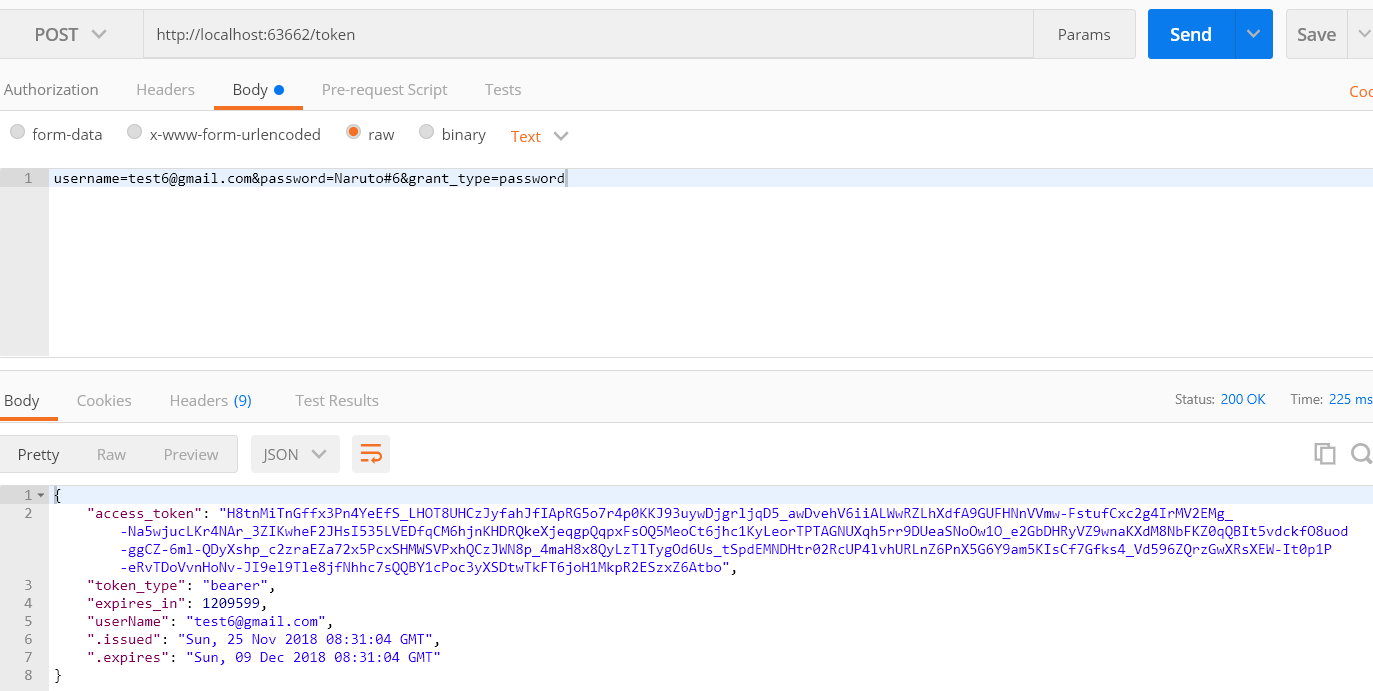 POST http://localhost:63662/token Params Send Save
Authorization Headers Body Pre-request Script Tests Coo
form-data x-www-form-urlencoded raw binary Text
1 username=test6@gmail.com&password=Naruto#6&grant_type=password
Body Cookies Headers (9) Test Results Status: 200 OK Time: 225 ms
Pretty Raw Preview JSON
1 {
2 "access_token": "H8tnMiTnGffx3Pn4YeEfS_LHOT8UHCzJyfahJfIApRG5o7r4p0KKJ93uywDjgrljqD5_awDvehV6iiALWwRZLhXdfA9GUFHNnVVmw-FstufCxc2g4IrMV2EMg_
-Na5wjucLKr4NAr_3ZIKwheF2JHsI535LVEDfqCM6hjnKHDRQkeXjeqgpQqpxFsOQ5MeoCt6jhc1KyLeorTPTAGNUXqh5rr9DUeaSNoOw1O_e2GbDHRyVZ9wnaKXdM8NbFKZ0qQBIt5vdckfO8uod
-ggCZ-6ml-QDyXshp_c2zraEZa72x5PcxSHMWSVPxhQCzJWN8p_4maH8x8QyLzTlTygOd6Us_tSpdEMNDHtr02RcUP4lvhURLnZ6PnX5G6Y9am5KIsCf7Gfks4_Vd596ZQrzGwXRsXEW-It0p1P
-eRvTDoVvnHoNv-JI9el9Tle8jfNhhc7sQQBY1cPoc3yXSDtwTkFT6joH1MkpR2ESzxZ6Atbo",
3 "token_type": "bearer",
4 "expires_in": 1209599,
5 "userName": "test6@gmail.com",
6 ".issued": "Sun, 25 Nov 2018 08:31:04 GMT",
7 ".expires": "Sun, 09 Dec 2018 08:31:04 GMT"
8 }